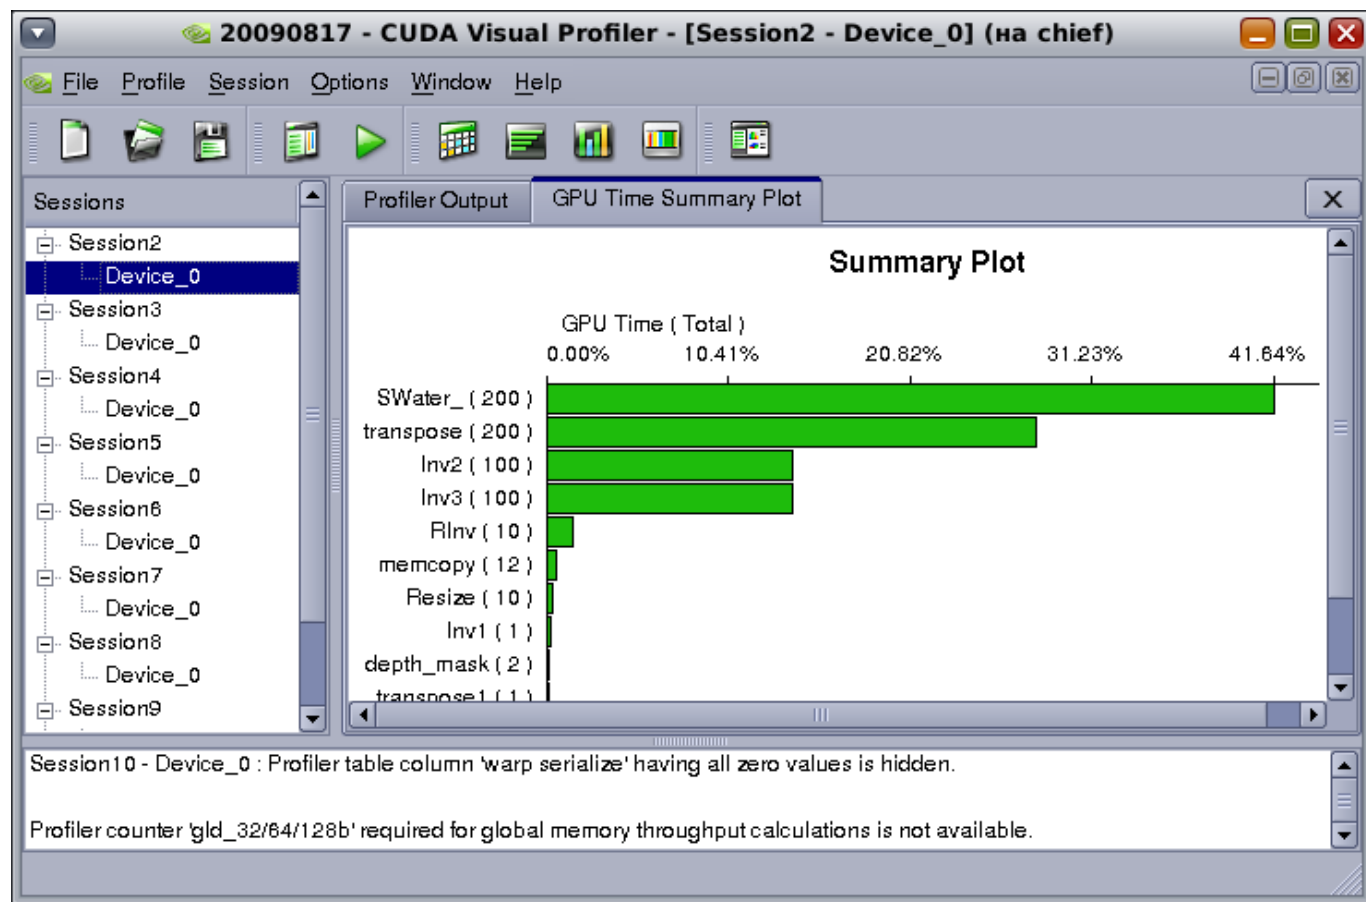 20090817 - CUDA Visual Profiler - [Session2 - Device_0] (на chief)
File Profile Session Options Window Help
Sessions
Session2
Device_0
Session3
Device_0
Session4
Device_0
Session5
Device_0
Session6
Device_0
Session7
Device_0
Session8
Device_0
Session9
Profiler Output GPU Time Summary Plot
Summary Plot
GPU Time ( Total )
0.00% 10.41% 20.82% 31.23% 41.64%
SWater_ ( 200 )
transpose ( 200 )
Inv2 ( 100 )
Inv3 ( 100 )
RInv ( 10 )
memcopy ( 12 )
Resize ( 10 )
Inv1 ( 1 )
depth_mask ( 2 )
transpose1 ( 1 )
Session10 - Device_0 : Profiler table column 'warp serialize' having all zero values is hidden.
Profiler counter 'gld_32/64/128b' required for global memory throughput calculations is not available.